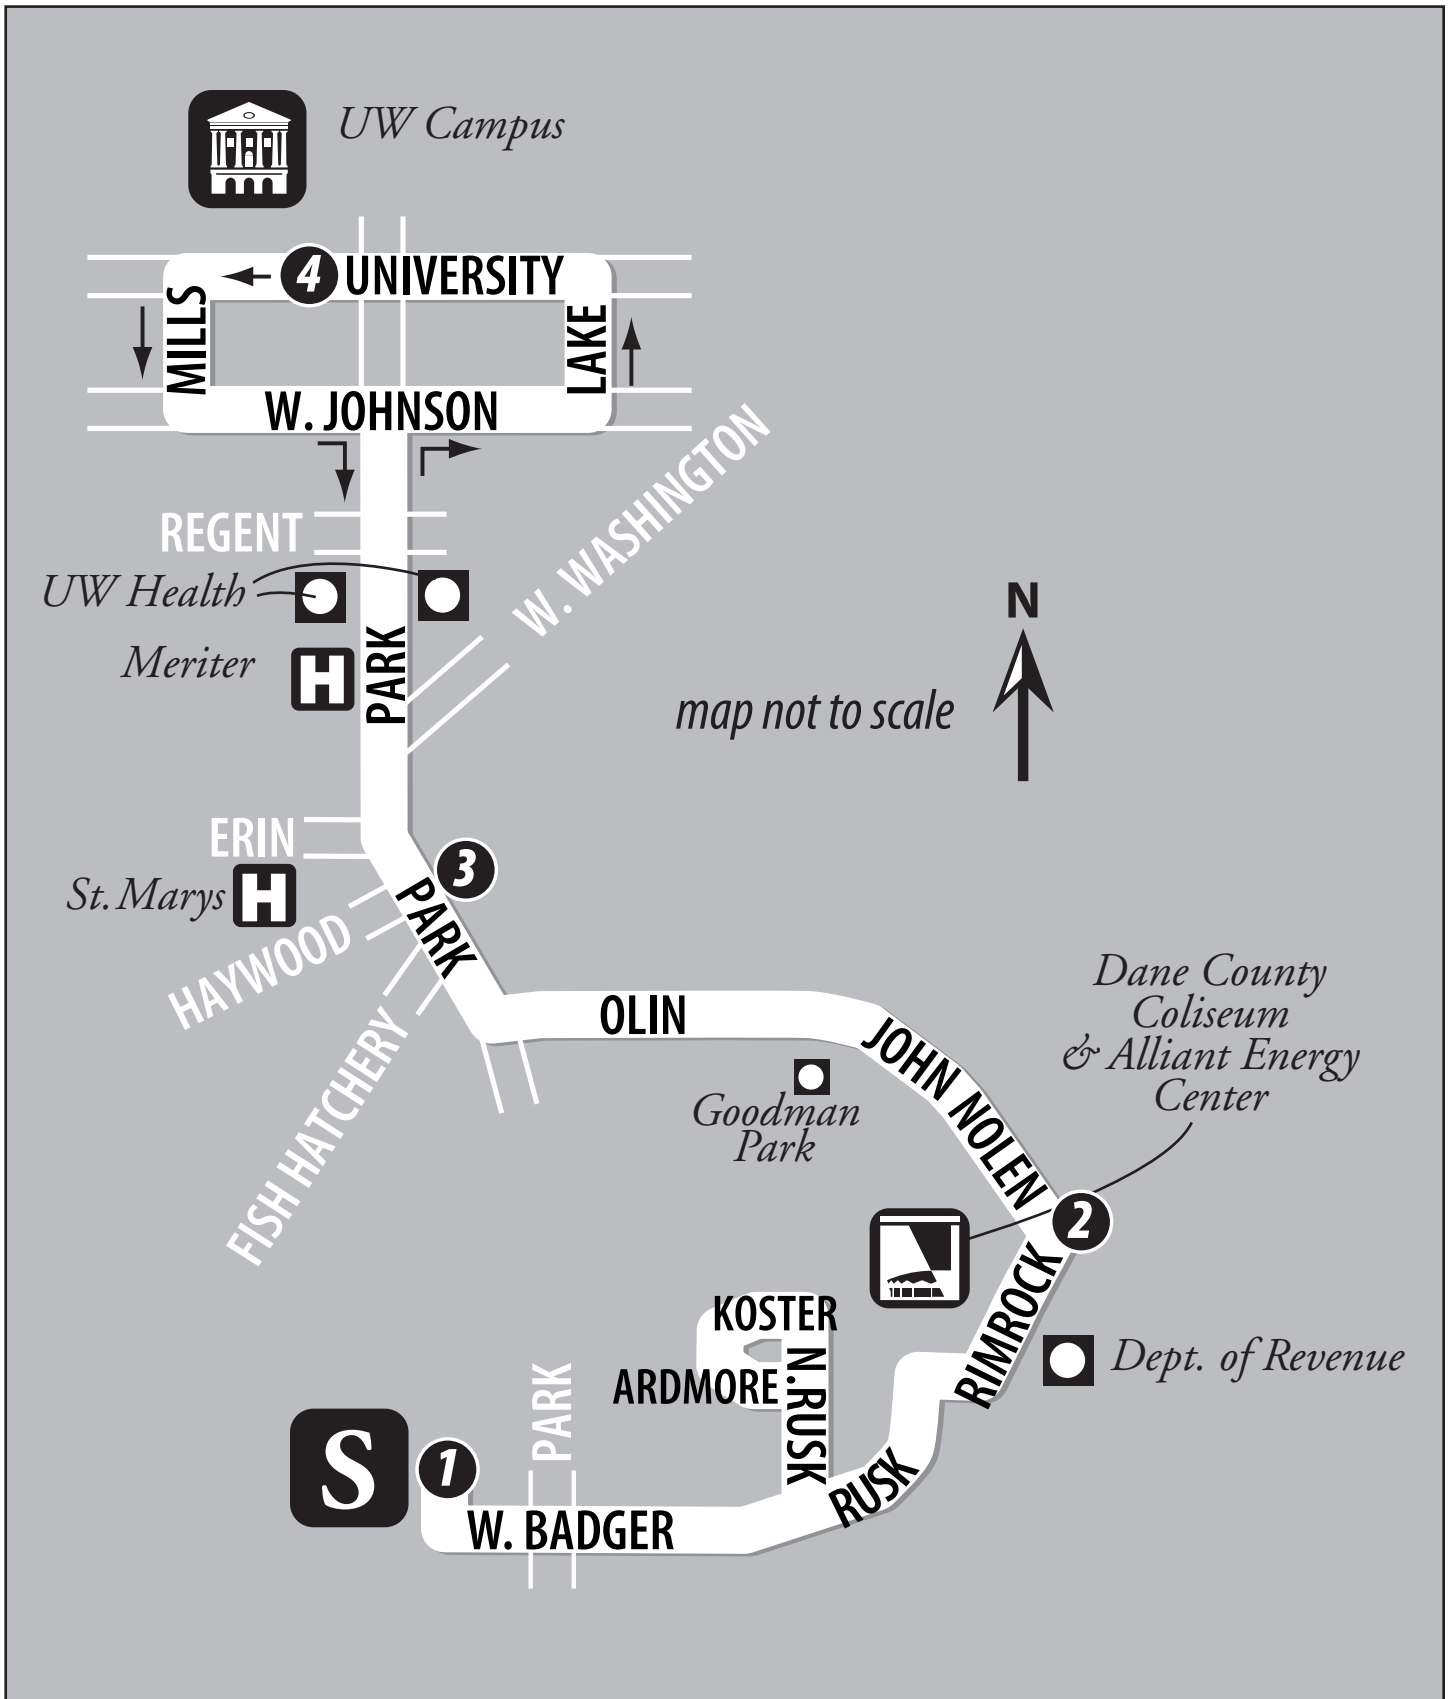 UW Campus
4
UNIVERSITY
MILLS
LAKE
W. JOHNSON
W. WASHINGTON
REGENT
UW Health
N
Meriter
PARK
map not to scale
ERIN
3
St. Marys
H
H
PARK
HAYWOOD
Dane County
Coliseum
& Alliant Energy
Center
OLIN
JOHN NOLEN
FISH HATCHERY
Goodman
Park
2
RIMROCK
KOSTER
N. RUSK
Dept. of Revenue
ARDMORE
PARK
S
1
RUSK
W. BADGER